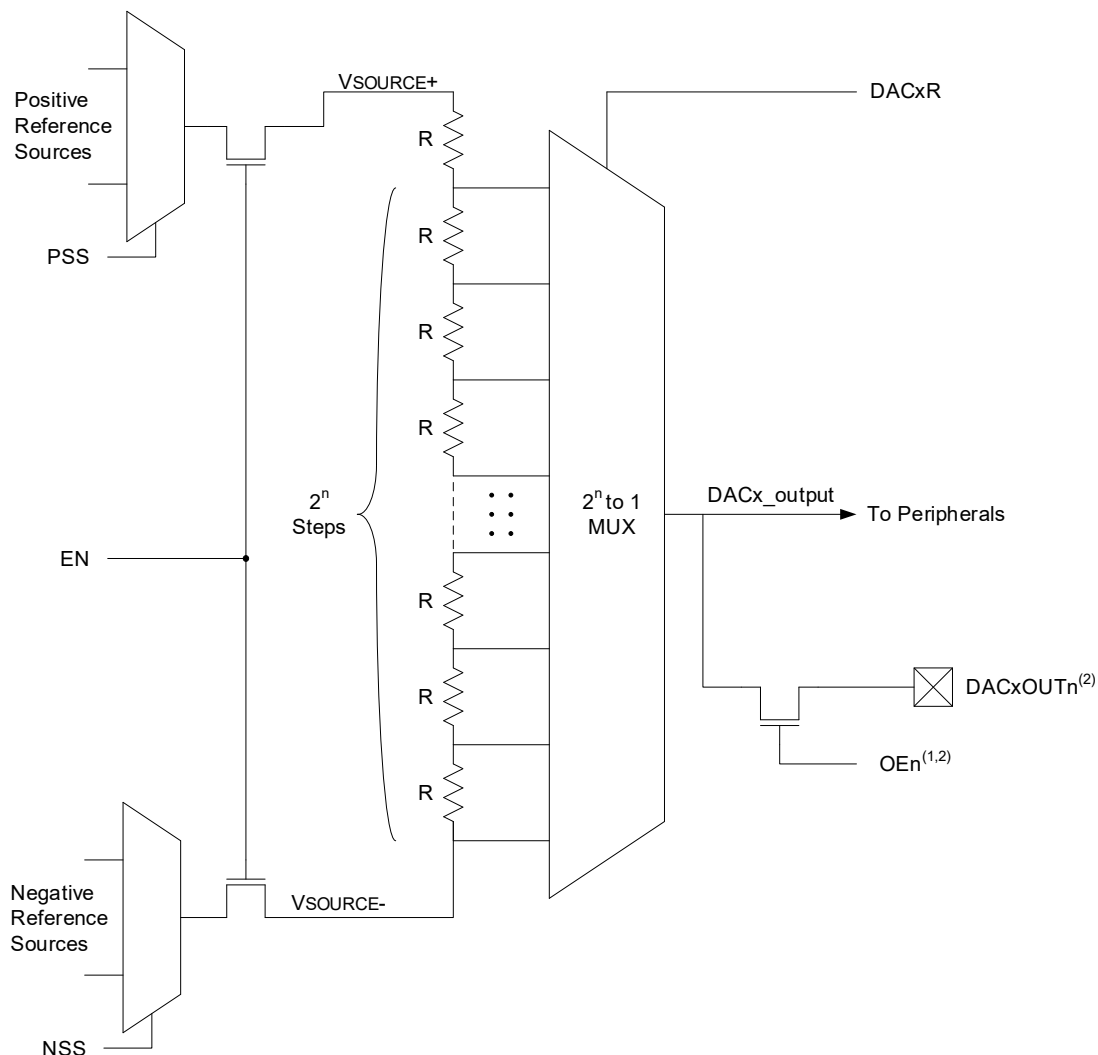 VSOURCE+
DACxR
Positive
Reference
Sources
R
R
PSS
R
R
2ⁿ
Steps
2ⁿ to 1
MUX
DACx_output
To Peripherals
EN
R
R
DACxOUTn⁽²⁾
OEn⁽¹,²⁾
R
Negative
Reference
Sources
VSOURCE-
NSS